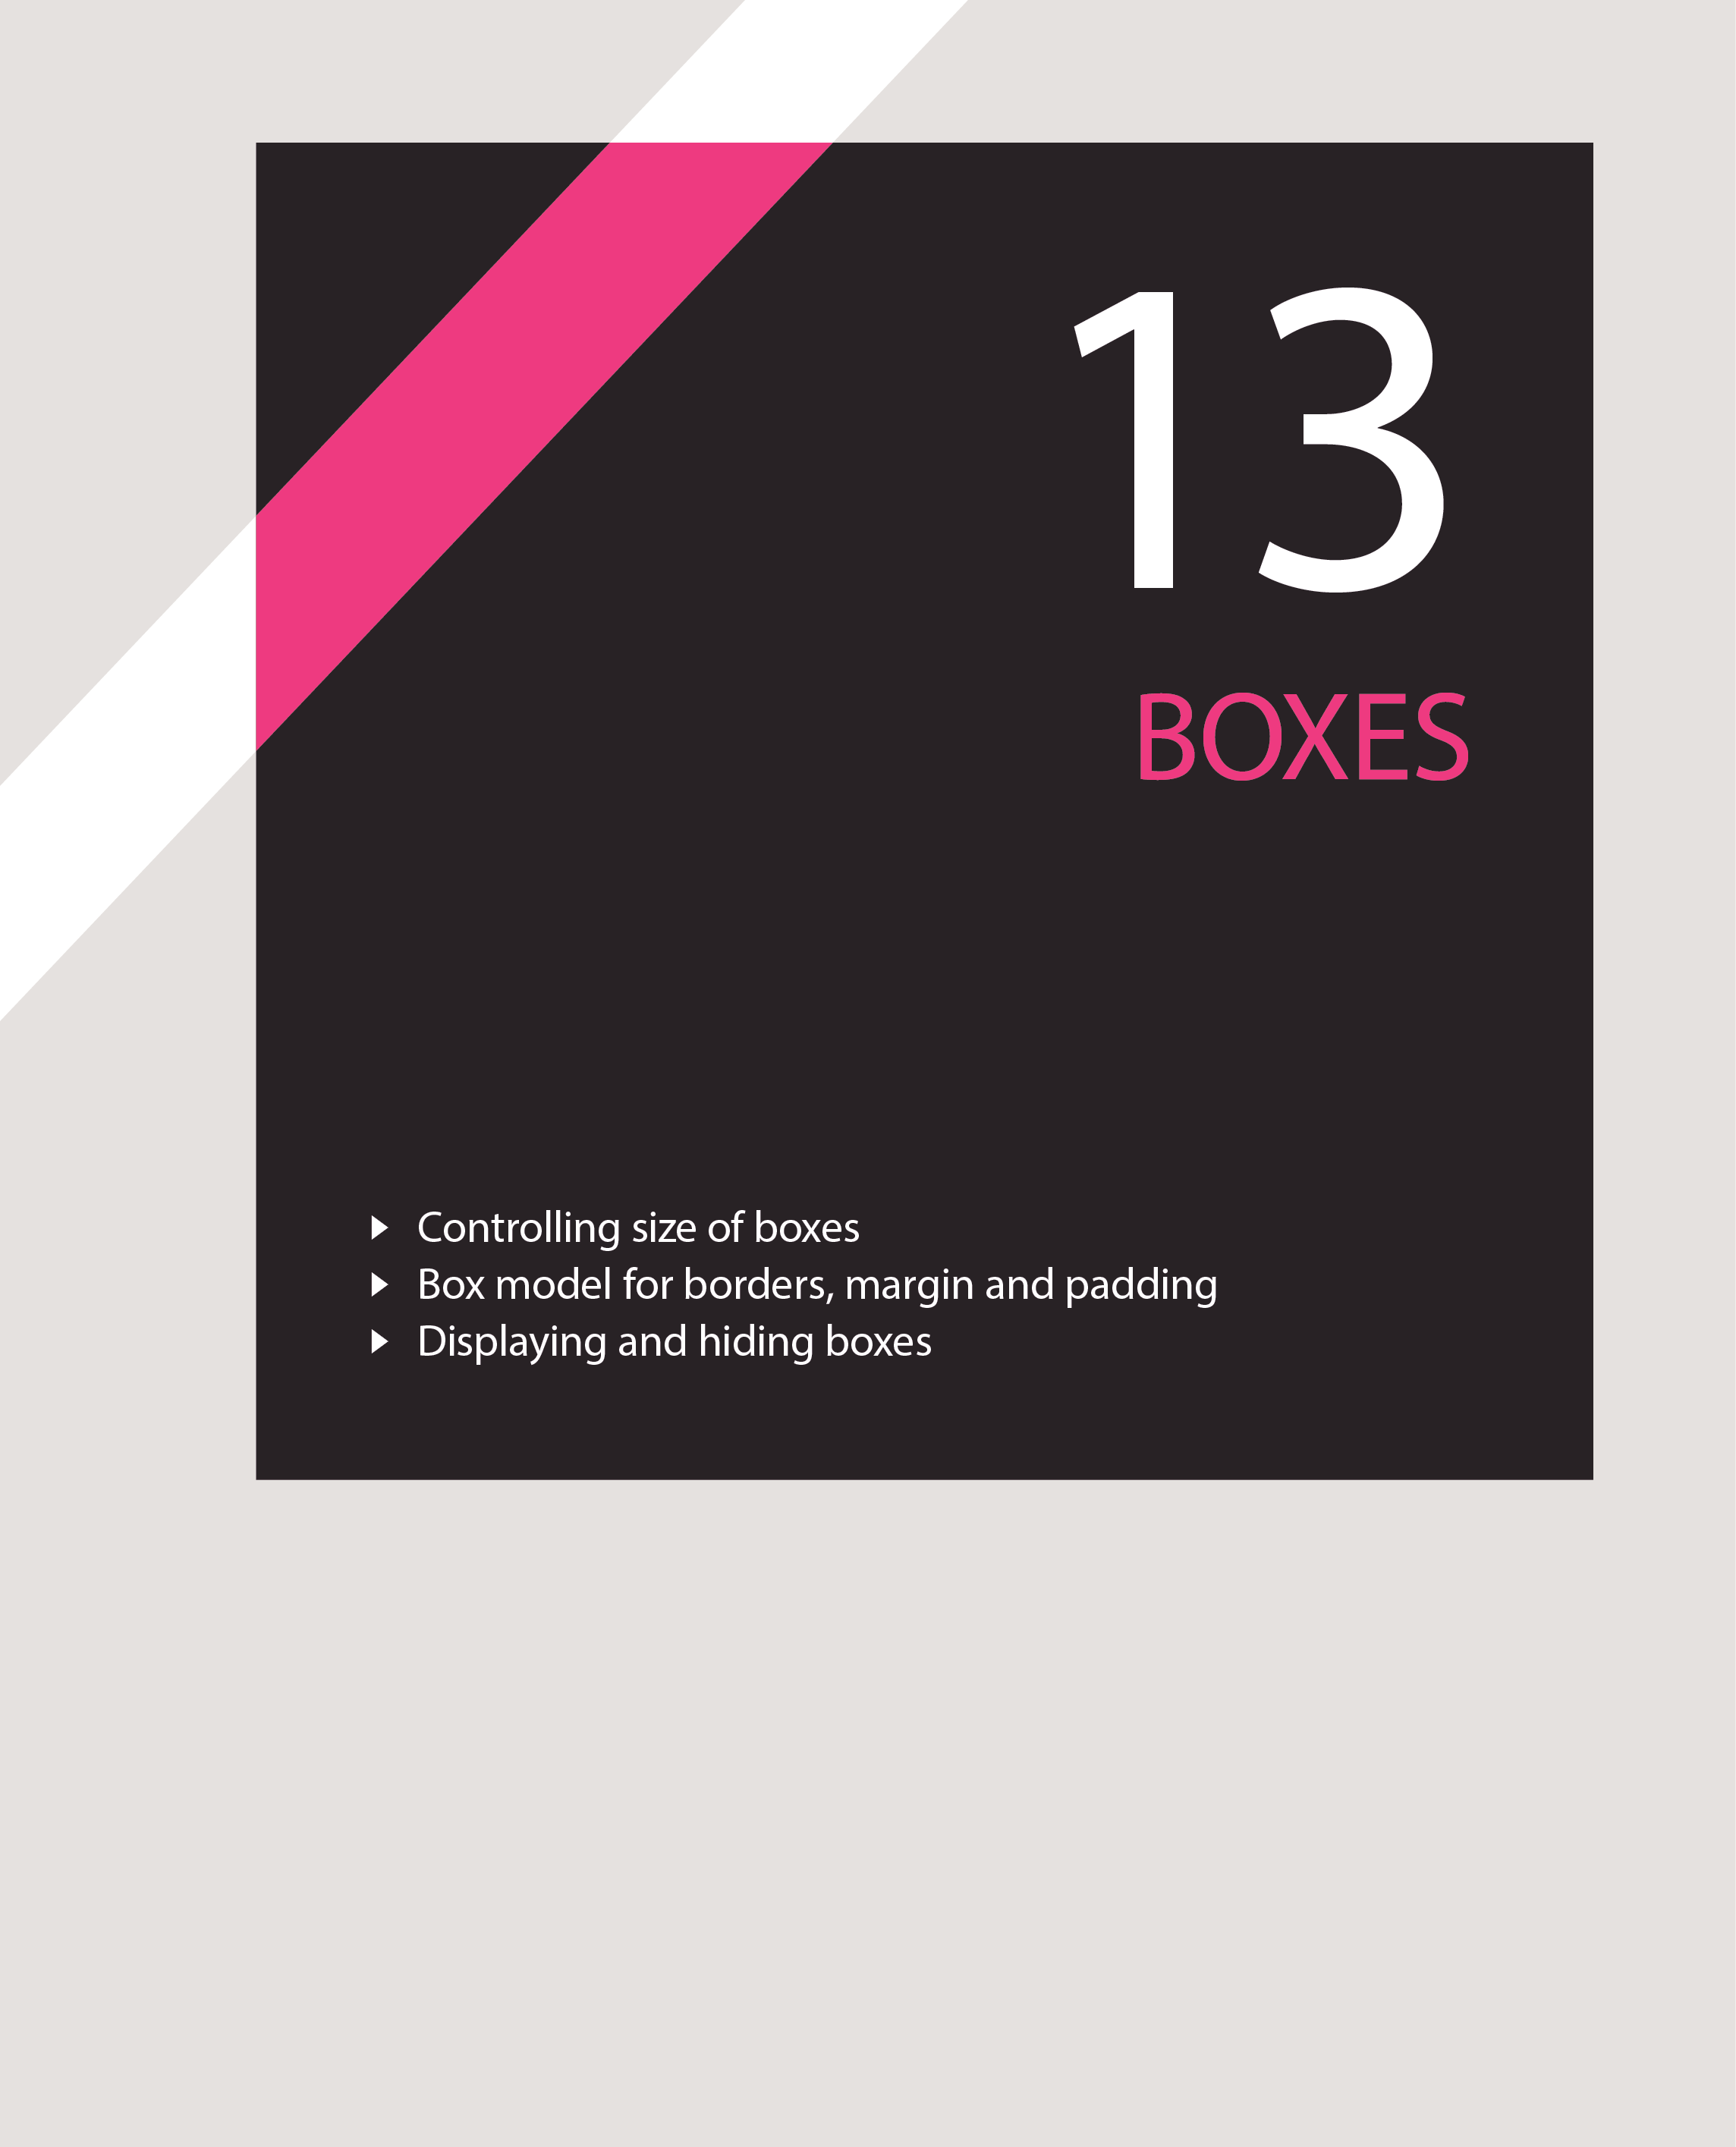 13
BOXES
Controlling size of boxes
Box model for borders, margin and padding
Displaying and hiding boxes